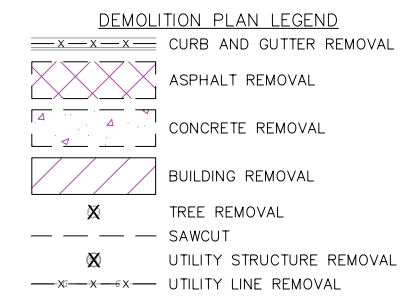 DEMOLITION PLAN LEGEND
X X X CURB AND GUTTER REMOVAL
ASPHALT REMOVAL
CONCRETE REMOVAL
BUILDING REMOVAL
X TREE REMOVAL
SAWCUT
X UTILITY STRUCTURE REMOVAL
X X X UTILITY LINE REMOVAL